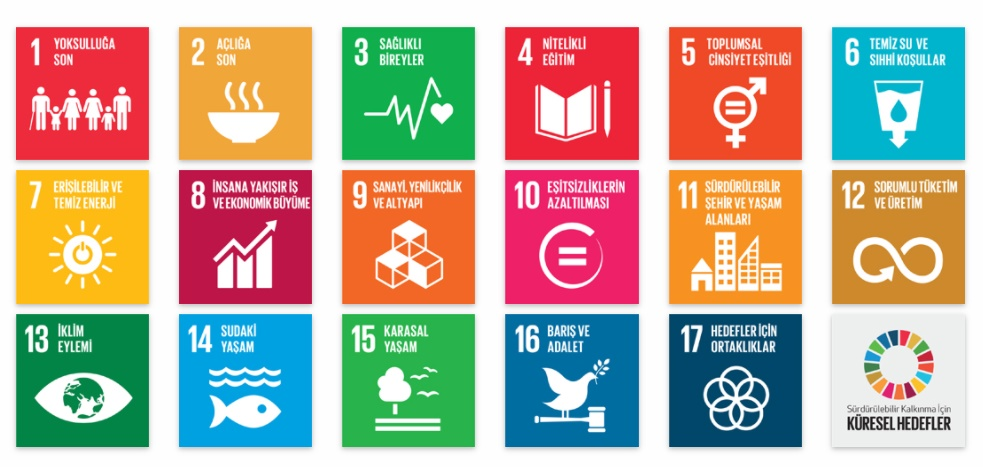 1 YOKSULLUĞA
SON
2 AÇLIĞA
SON
3 SAĞLIKLI
BİREYLER
4 NİTELİKLİ
EĞİTİM
5 TOPLUMSAL
CİNSİYET EŞİTLİĞİ
6 TEMİZ SU VE
SIHHİ KOŞULLAR
7 ERİŞİLEBİLİR VE
TEMİZ ENERJİ
8 İNSANA YAKIŞIR İŞ
VE EKONOMİK BÜYÜME
9 SANAYİ, YENİLİKÇİLİK
VE ALTYAPI
10 EŞİTSİZLİKLERİN
AZALTILMASI
11 SÜRDÜRÜLEBİLİR
ŞEHİR VE YAŞAM
ALANLARI
12 SORUMLU TÜKETİM
VE ÜRETİM
13 İKLİM
EYLEMİ
14 SUDAKİ
YAŞAM
15 KARASAL
YAŞAM
16 BARIŞ VE
ADALET
17 HEDEFLER İÇİN
ORTAKLIKLAR
Sürdürülebilir Kalkınma İçin
KÜRESEL HEDEFLER